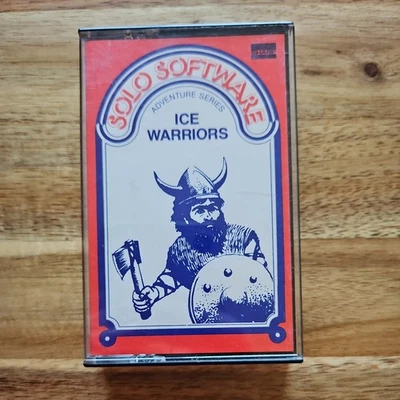 SOLO SOFTWARE
ADVENTURE SERIES
ICE
WARRIORS